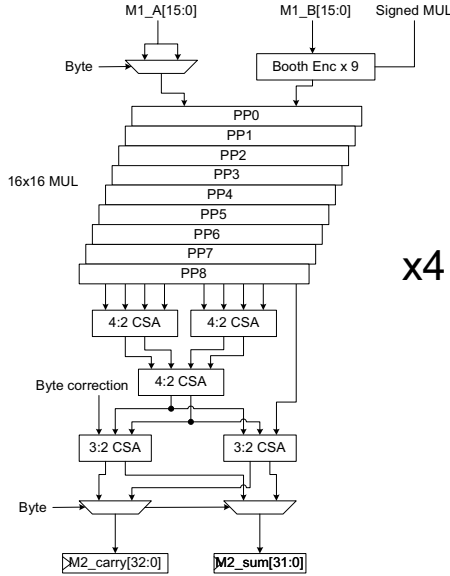 M1_A[15:0]
M1_B[15:0]
Signed MUL
Byte
Booth Enc x 9
PP0
PP1
PP2
16x16 MUL
PP3
PP4
PP5
PP6
PP7
x4
PP8
4:2 CSA
4:2 CSA
4:2 CSA
Byte correction
3:2 CSA
3:2 CSA
Byte
M2_carry[32:0]
M2_sum[31:0]